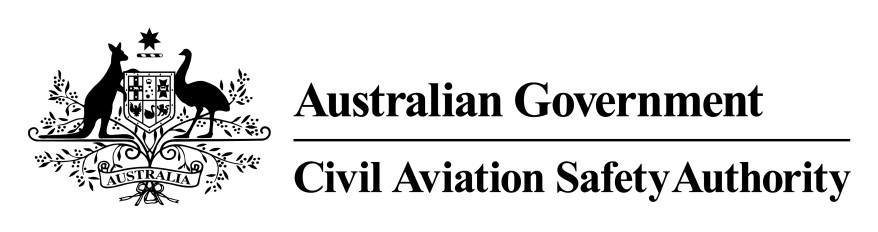 Australian Government
Civil Aviation Safety Authority
AUSTRALIA